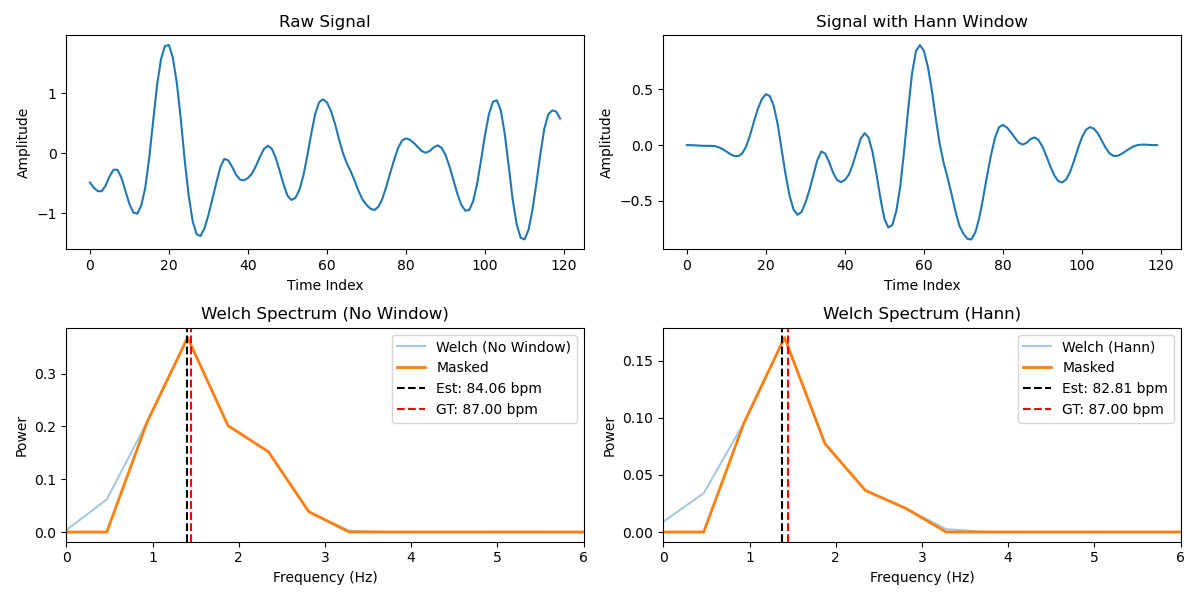 Raw Signal
Amplitude
1
0
−1
0 20 40 60 80 100 120
Time Index
Signal with Hann Window
Amplitude
0.5
0.0
−0.5
0 20 40 60 80 100 120
Time Index
Welch Spectrum (No Window)
Power
0.3
0.2
0.1
0.0
0 1 2 3 4 5 6
Frequency (Hz)
Welch (No Window)
Masked
Est: 84.06 bpm
GT: 87.00 bpm
Welch Spectrum (Hann)
Power
0.15
0.10
0.05
0.00
0 1 2 3 4 5 6
Frequency (Hz)
Welch (Hann)
Masked
Est: 82.81 bpm
GT: 87.00 bpm